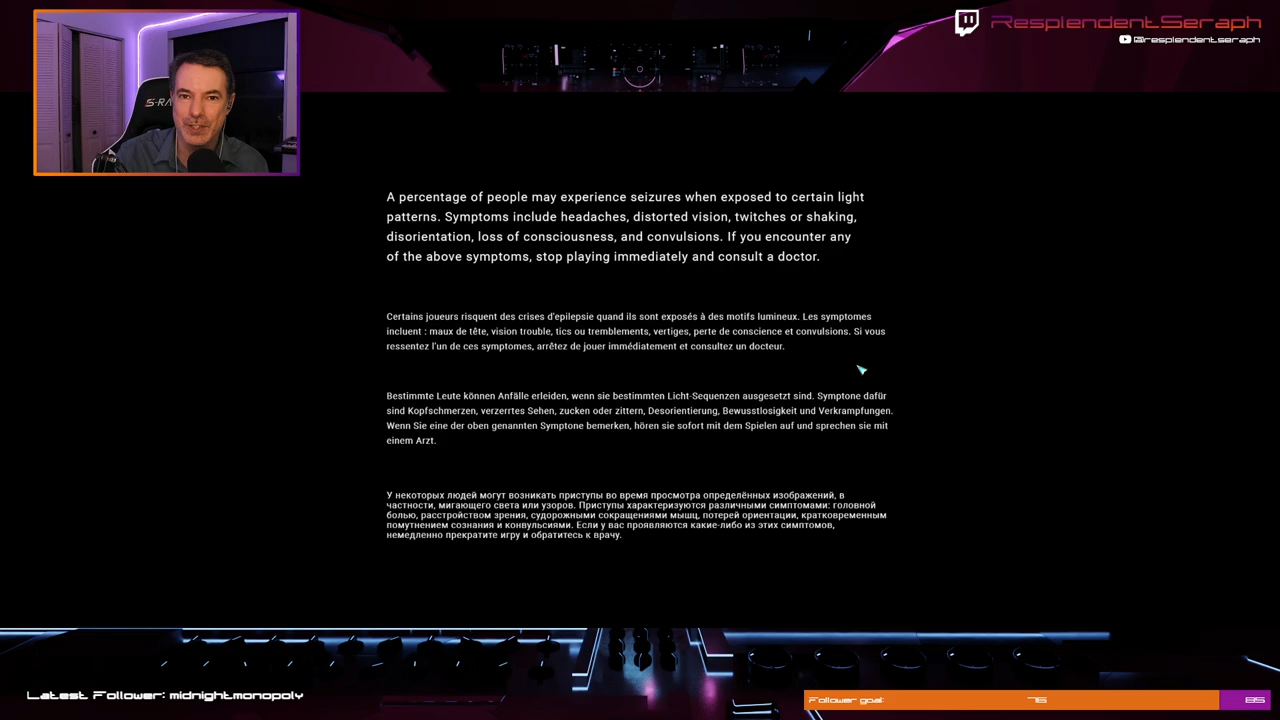 ResplendentSeraph
@resplendentseraph
S-RA
A percentage of people may experience seizures when exposed to certain light
patterns. Symptoms include headaches, distorted vision, twitches or shaking,
disorientation, loss of consciousness, and convulsions. If you encounter any
of the above symptoms, stop playing immediately and consult a doctor.
Certains joueurs risquent des crises d'epilepsie quand ils sont exposés à des motifs lumineux. Les symptomes
incluent : maux de tête, vision trouble, tics ou tremblements, vertiges, perte de conscience et convulsions. Si vous
ressentez l'un de ces symptomes, arrêtez de jouer immédiatement et consultez un docteur.
Bestimmte Leute können Anfälle erleiden, wenn sie bestimmten Licht-Sequenzen ausgesetzt sind. Symptone dafür
sind Kopfschmerzen, verzerrtes Sehen, zucken oder zittern, Desorientierung, Bewusstlosigkeit und Verkrampfungen.
Wenn Sie eine der oben genannten Symptone bemerken, hören sie sofort mit dem Spielen auf und sprechen sie mit
einem Arzt.
У некоторых людей могут возникать приступы во время просмотра определённых изображений, в
частности, мигающего света или узоров. Приступы характеризуются различными симптомами: головной
болью, расстройством зрения, судорожными сокращениями мышц, потерей ориентации, кратковременным
помутнением сознания и конвульсиями. Если у вас проявляются какие-либо из этих симптомов,
немедленно прекратите игру и обратитесь к врачу.
Latest Follower: midnightmonopoly
Follower goal: 76 85